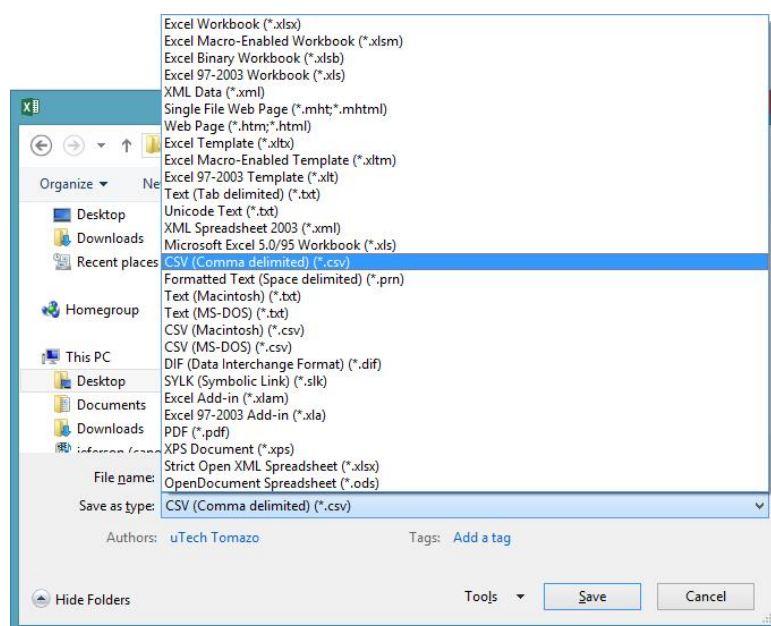 Excel Workbook (*.xlsx)
Excel Macro-Enabled Workbook (*.xlsm)
Excel Binary Workbook (*.xlsb)
Excel 97-2003 Workbook (*.xls)
XML Data (*.xml)
Single File Web Page (*.mht;*.mhtml)
Web Page (*.htm;*.html)
Excel Template (*.xltx)
Excel Macro-Enabled Template (*.xltm)
Excel 97-2003 Template (*.xlt)
Text (Tab delimited) (*.txt)
Unicode Text (*.txt)
XML Spreadsheet 2003 (*.xml)
Microsoft Excel 5.0/95 Workbook (*.xls)
CSV (Comma delimited) (*.csv)
Formatted Text (Space delimited) (*.prn)
Text (Macintosh) (*.txt)
Text (MS-DOS) (*.txt)
CSV (Macintosh) (*.csv)
CSV (MS-DOS) (*.csv)
DIF (Data Interchange Format) (*.dif)
SYLK (Symbolic Link) (*.slk)
Excel Add-in (*.xlam)
Excel 97-2003 Add-in (*.xla)
PDF (*.pdf)
XPS Document (*.xps)
Strict Open XML Spreadsheet (*.xlsx)
OpenDocument Spreadsheet (*.ods)
Organize Ne
Desktop
Downloads
Recent places
Homegroup
This PC
Desktop
Documents
Downloads
File name:
Save as type: CSV (Comma delimited) (*.csv)
Authors: uTech Tomazo Tags: Add a tag
Hide Folders Tools Save Cancel